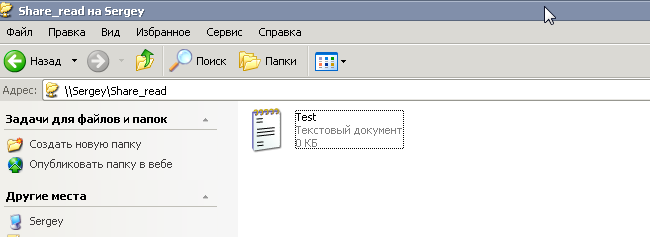 Share_read на Sergey
Файл Правка Вид Избранное Сервис Справка
Назад Поиск Папки
Адрес: \\Sergey\Share_read
Задачи для файлов и папок
Создать новую папку
Опубликовать папку в вебе
Другие места
Sergey
Test
Текстовый документ
0 КБ